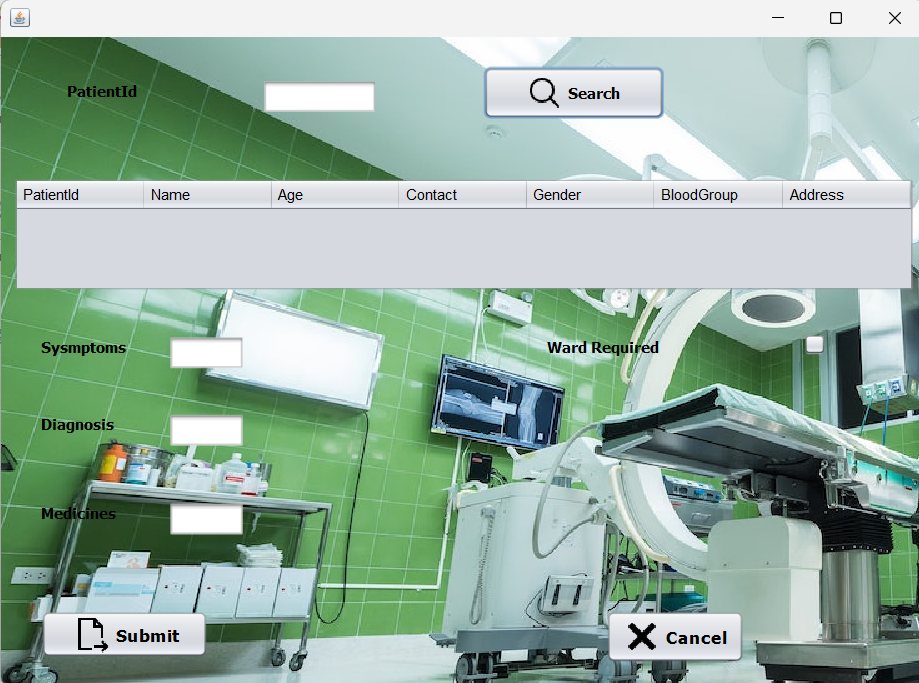 PatientId
Search
PatientId Name Age Contact Gender BloodGroup Address
Sysmptoms
Ward Required
Diagnosis
Medicines
Submit
Cancel